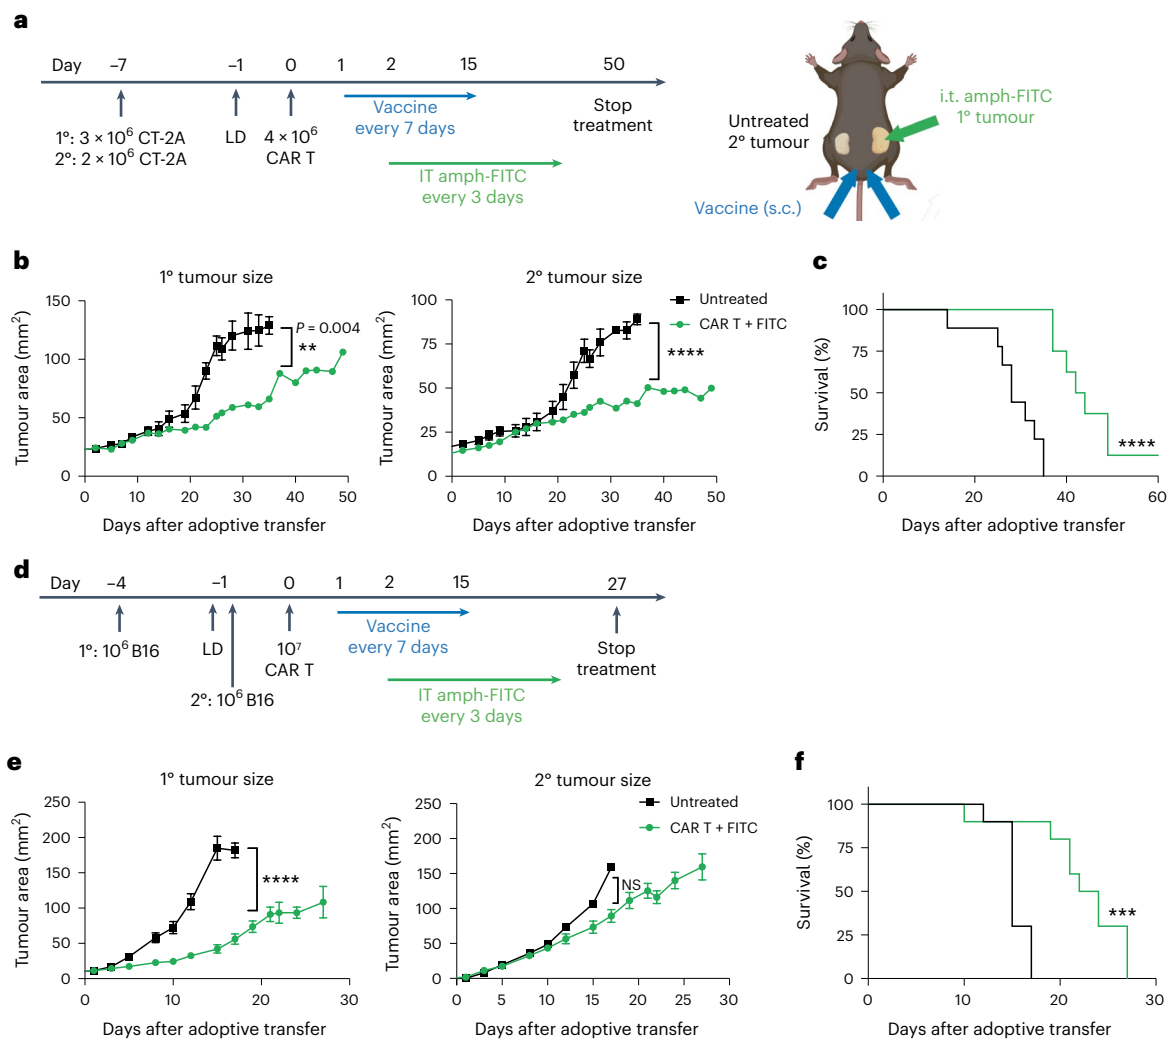 a
Day −7 −1 0 1 2 15 50
Vaccine
every 7 days
Stop
treatment
1°: 3 × 10⁶ CT-2A
2°: 2 × 10⁶ CT-2A
LD
4 × 10⁶
CAR T
IT amph-FITC
every 3 days
Untreated
2° tumour
i.t. amph-FITC
1° tumour
Vaccine (s.c.)
b
1° tumour size
Tumour area (mm²)
150
100
50
0
P = 0.004
**
0 10 20 30 40 50
Days after adoptive transfer
2° tumour size
Tumour area (mm²)
100
75
50
25
0
Untreated
CAR T + FITC
****
0 10 20 30 40 50
Days after adoptive transfer
c
Survival (%)
100
75
50
25
0
****
0 20 40 60
Days after adoptive transfer
d
Day −4 −1 0 1 2 15 27
1°: 10⁶ B16
LD
2°: 10⁶ B16
10⁷
CAR T
Vaccine
every 7 days
IT amph-FITC
every 3 days
Stop
treatment
e
1° tumour size
Tumour area (mm²)
250
200
150
100
50
0
****
0 10 20 30
Days after adoptive transfer
2° tumour size
Tumour area (mm²)
250
200
150
100
50
0
Untreated
CAR T + FITC
NS
0 5 10 15 20 25 30
Days after adoptive transfer
f
Survival (%)
100
75
50
25
0
***
0 10 20 30
Days after adoptive transfer